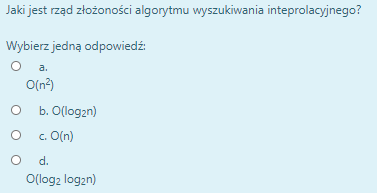 Jaki jest rząd złożoności algorytmu wyszukiwania inteprolacyjnego?
Wybierz jedną odpowiedź:
a.
O(n²)
b. O(log₂n)
c. O(n)
d.
O(log₂ log₂n)